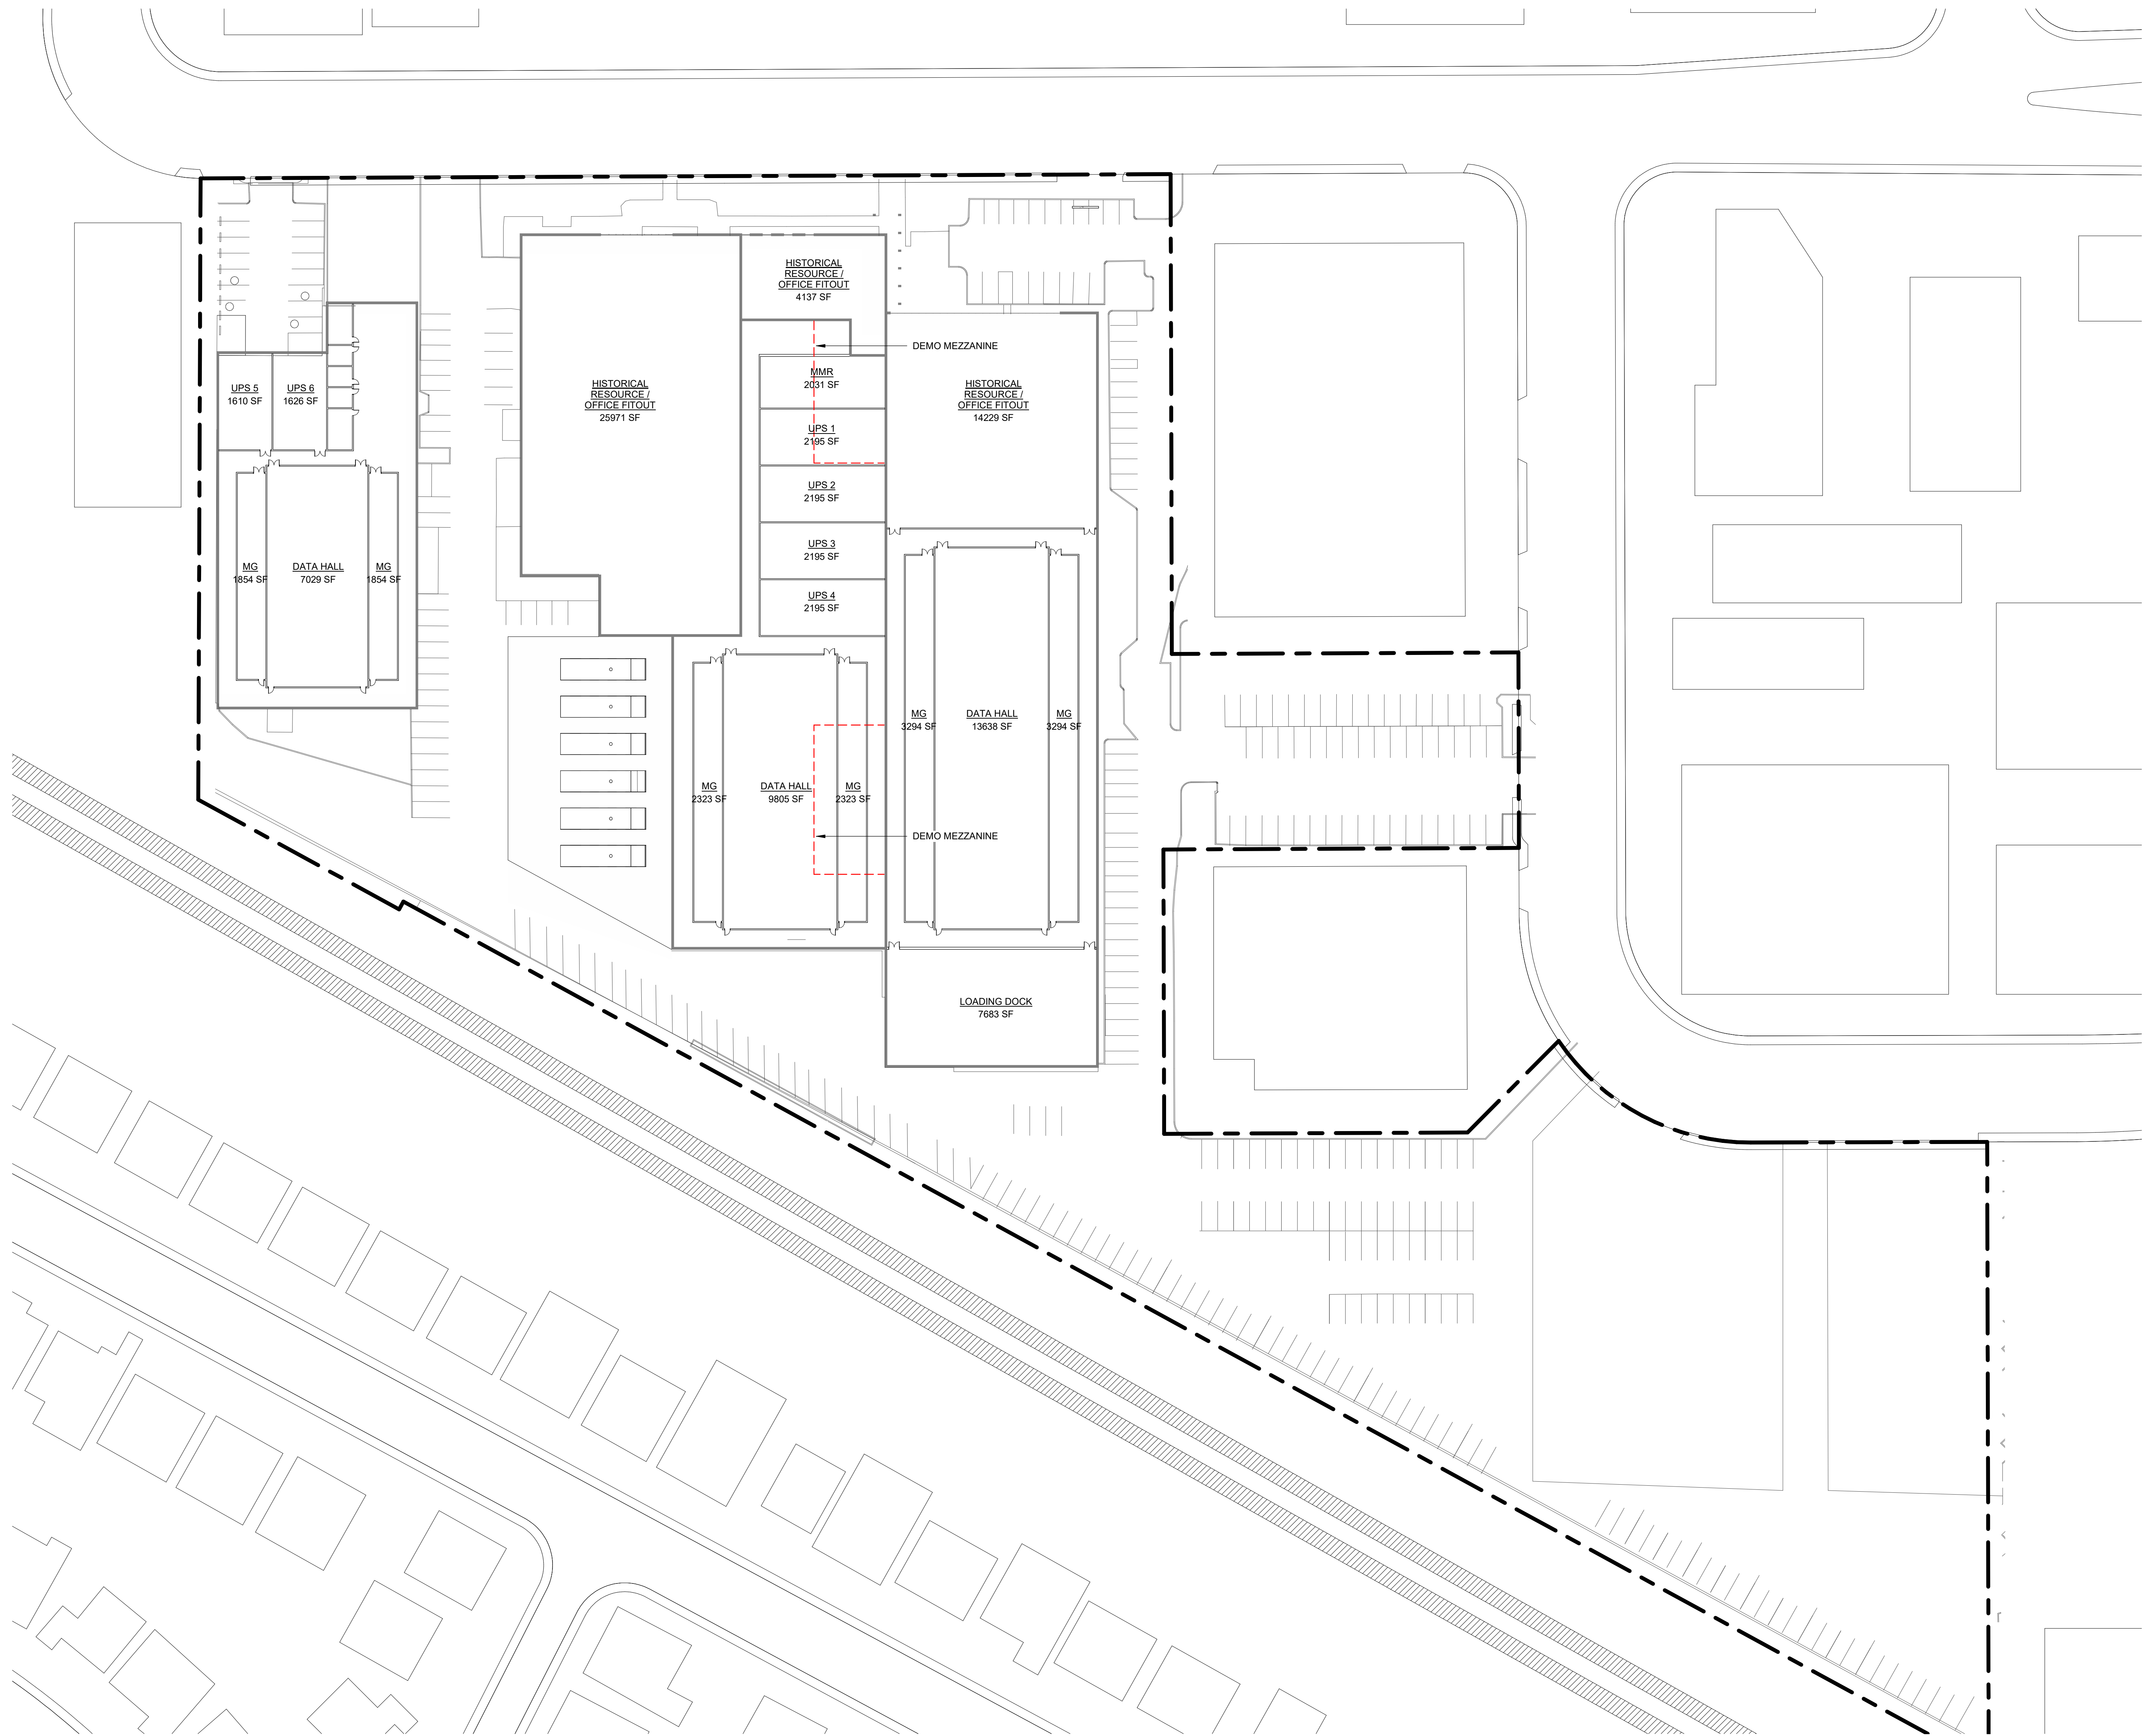 HISTORICAL
RESOURCE /
OFFICE FITOUT
4137 SF
DEMO MEZZANINE
MMR
2031 SF
HISTORICAL
RESOURCE /
OFFICE FITOUT
25971 SF
HISTORICAL
RESOURCE /
OFFICE FITOUT
14229 SF
UPS 5
1610 SF
UPS 6
1626 SF
UPS 1
2195 SF
UPS 2
2195 SF
UPS 3
2195 SF
UPS 4
2195 SF
MG
1854 SF
DATA HALL
7029 SF
MG
1854 SF
MG
3294 SF
DATA HALL
13638 SF
MG
3294 SF
MG
2323 SF
DATA HALL
9805 SF
MG
2323 SF
DEMO MEZZANINE
LOADING DOCK
7683 SF